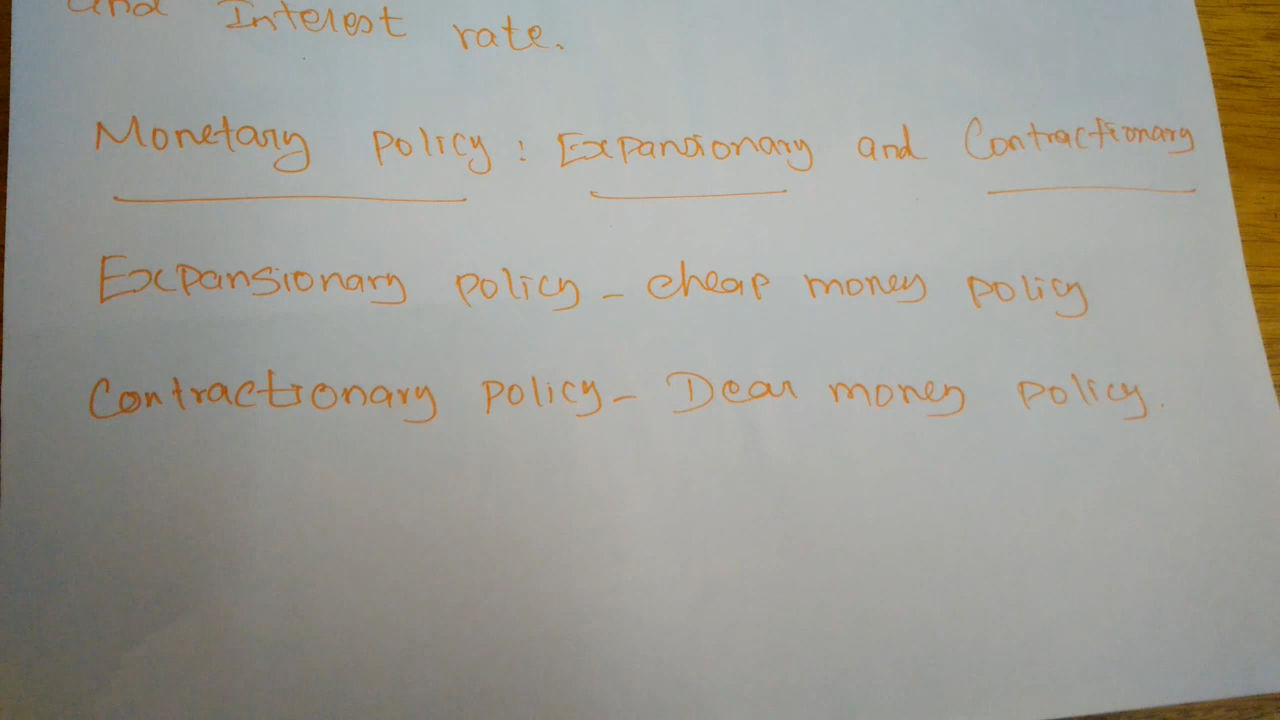 and Interest rate.
Monetary policy : Expansionary and Contractionary
Expansionary policy - cheap money policy
Contractionary policy - Dear money policy.